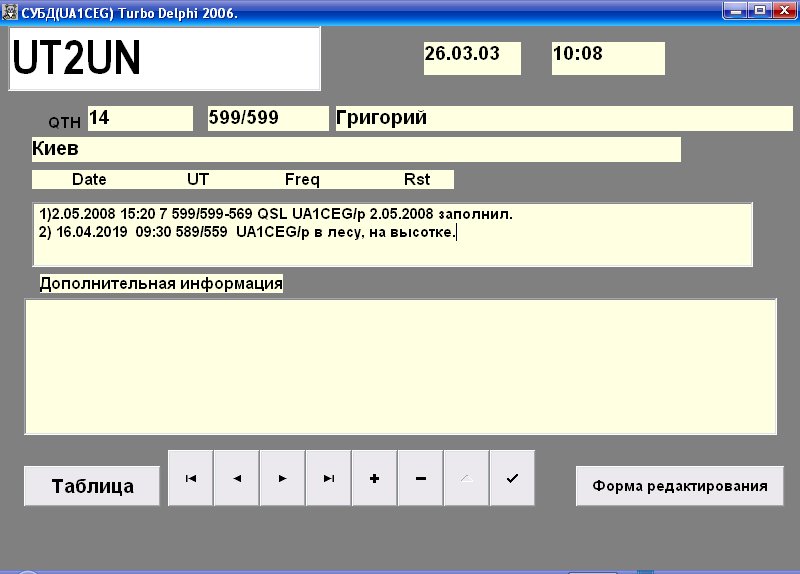 СУБД(UA1CEG) Turbo Delphi 2006.
UT2UN
26.03.03 10:08
QTH 14 599/599 Григорий
Киев
Date UT Freq Rst
1)2.05.2008 15:20 7 599/599-569 QSL UA1CEG/p 2.05.2008 заполнил.
2) 16.04.2019 09:30 589/559 UA1CEG/p в лесу, на высотке.
Дополнительная информация
Таблица Форма редактирования